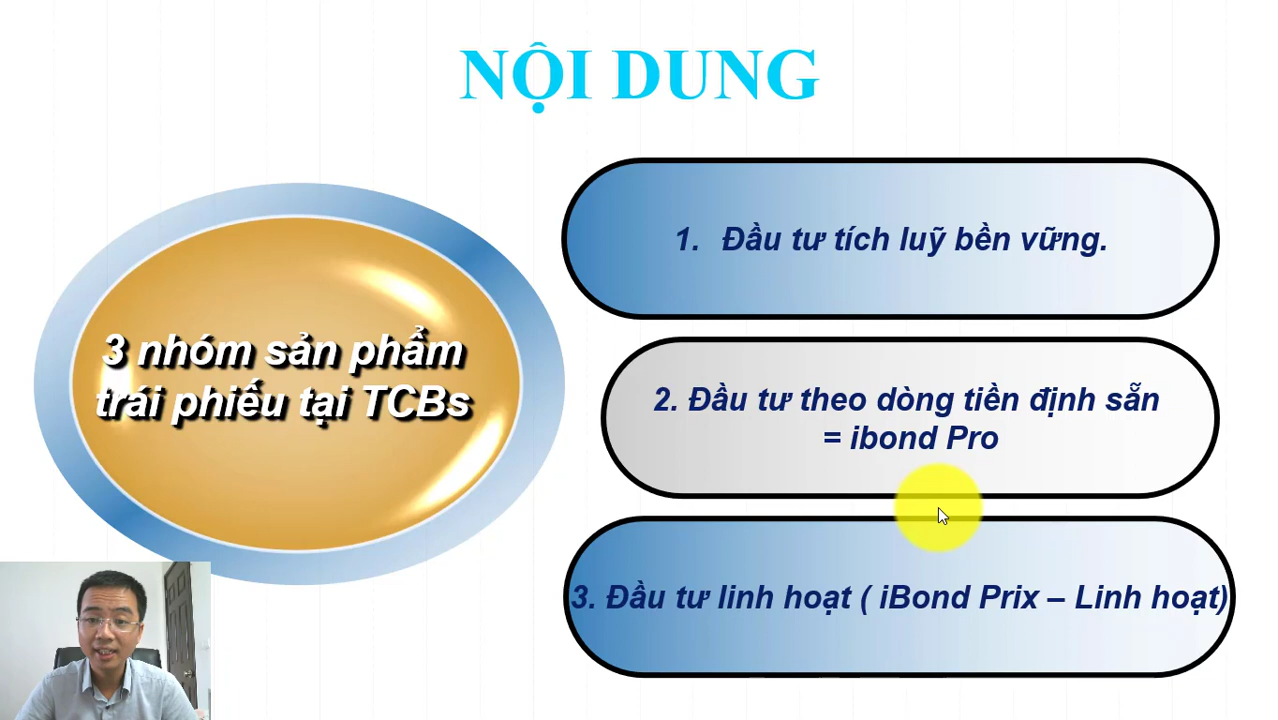 NỘI DUNG
3 nhóm sản phẩm
trái phiếu tại TCBs
1. Đầu tư tích luỹ bền vững.
2. Đầu tư theo dòng tiền định sẵn
= ibond Pro
3. Đầu tư linh hoạt ( iBond Prix – Linh hoạt)